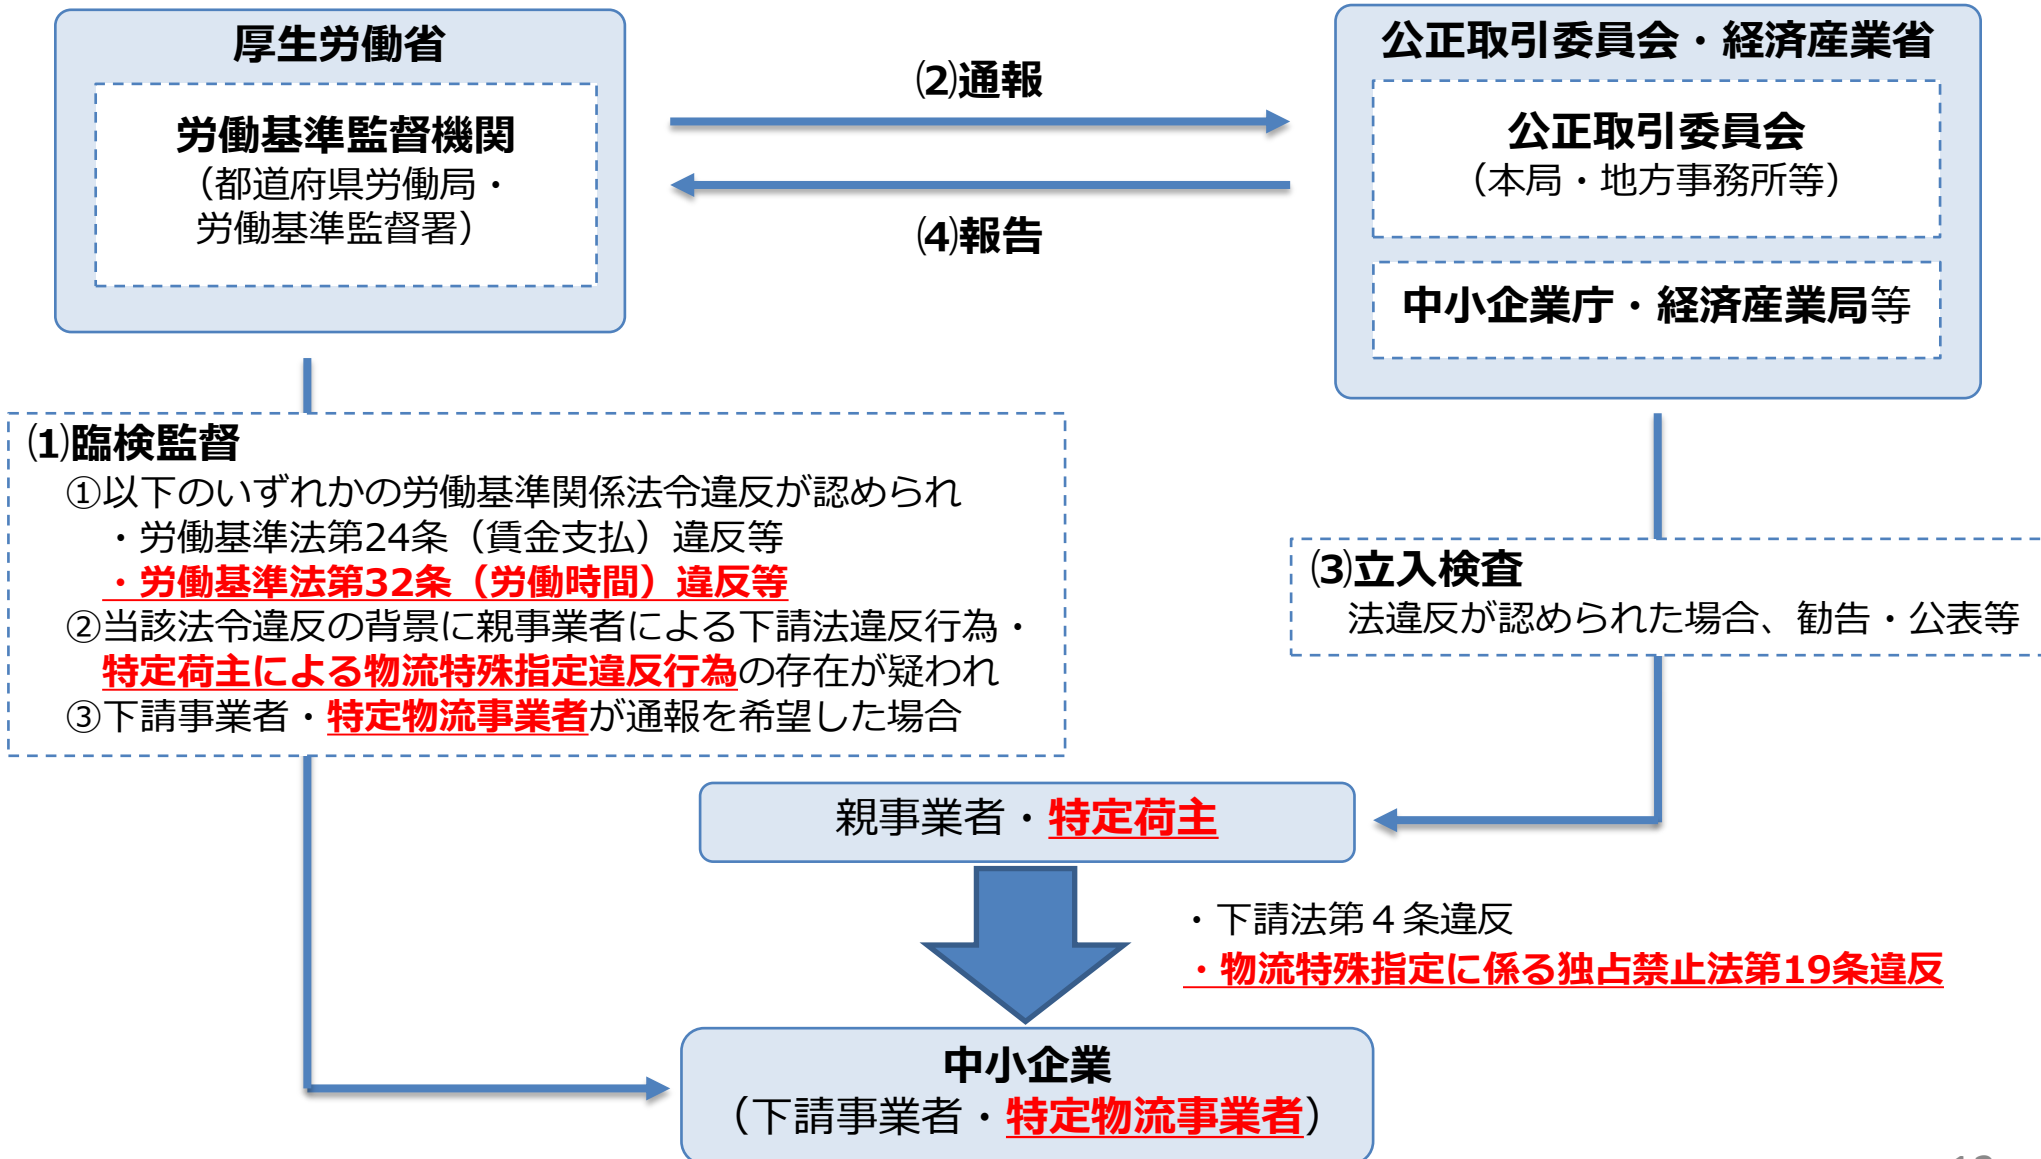 厚生労働省
労働基準監督機関
（都道府県労働局・
労働基準監督署）
⑵通報
⑷報告
公正取引委員会・経済産業省
公正取引委員会
（本局・地方事務所等）
中小企業庁・経済産業局等
⑴臨検監督
①以下のいずれかの労働基準関係法令違反が認められ
・労働基準法第24条（賃金支払）違反等
・労働基準法第32条（労働時間）違反等
②当該法令違反の背景に親事業者による下請法違反行為・
特定荷主による物流特殊指定違反行為の存在が疑われ
③下請事業者・特定物流事業者が通報を希望した場合
⑶立入検査
法違反が認められた場合、勧告・公表等
親事業者・特定荷主
・下請法第４条違反
・物流特殊指定に係る独占禁止法第19条違反
中小企業
（下請事業者・特定物流事業者）